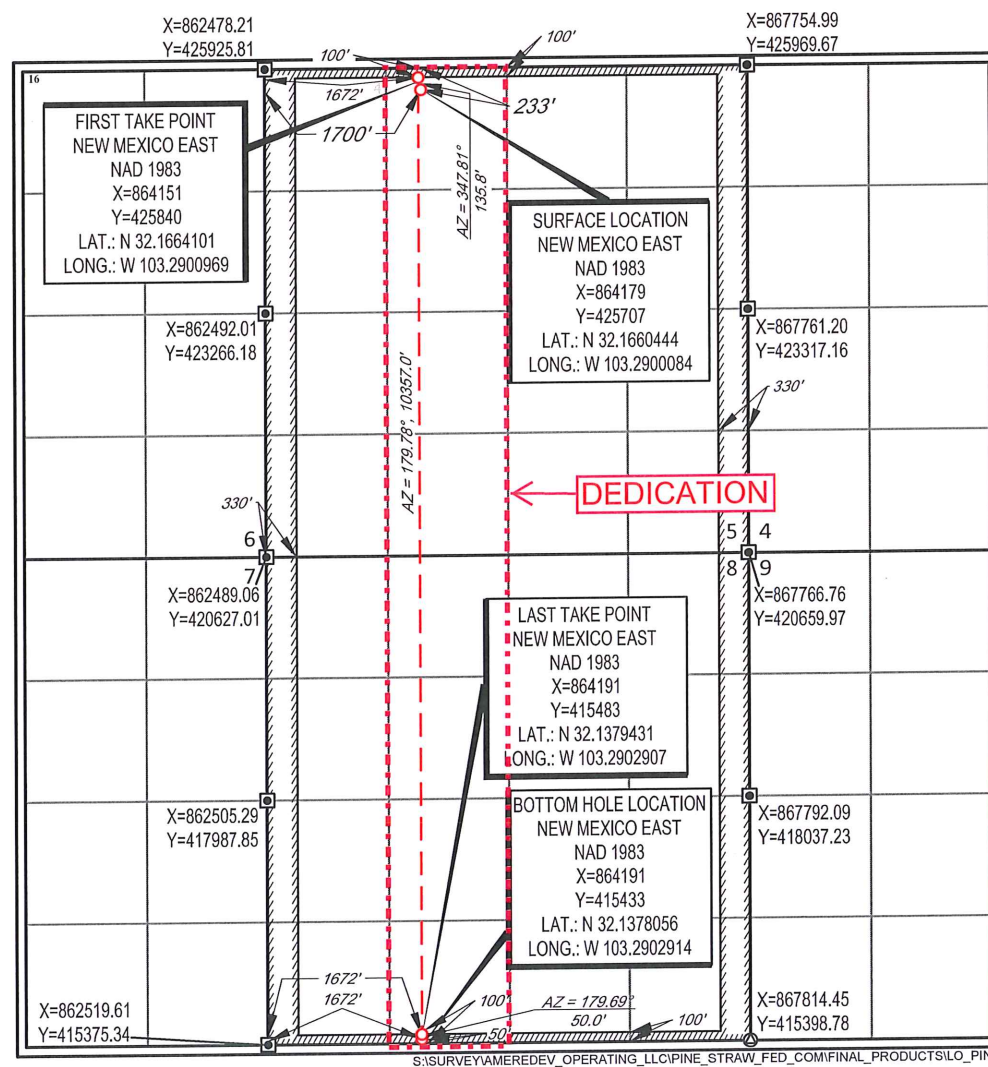 X=862478.21
Y=425925.81
X=867754.99
Y=425969.67
100'
100'
16
1672'
1700'
233'
FIRST TAKE POINT
NEW MEXICO EAST
NAD 1983
X=864151
Y=425840
LAT.: N 32.1664101
LONG.: W 103.2900969
AZ = 347.81°
135.8'
SURFACE LOCATION
NEW MEXICO EAST
NAD 1983
X=864179
Y=425707
LAT.: N 32.1660444
LONG.: W 103.2900084
X=862492.01
Y=423266.18
X=867761.20
Y=423317.16
330'
AZ = 179.78°, 10357.0'
DEDICATION
330'
6
7
5 4
8 9
X=862489.06
Y=420627.01
X=867766.76
Y=420659.97
LAST TAKE POINT
NEW MEXICO EAST
NAD 1983
X=864191
Y=415483
LAT.: N 32.1379431
ONG.: W 103.2902907
X=862505.29
Y=417987.85
X=867792.09
Y=418037.23
BOTTOM HOLE LOCATION
NEW MEXICO EAST
NAD 1983
X=864191
Y=415433
LAT.: N 32.1378056
LONG.: W 103.2902914
1672'
1672'
100'
AZ = 179.69°
50.0'
50
100'
X=862519.61
Y=415375.34
X=867814.45
Y=415398.78
S:\SURVEY\AMEREDEV_OPERATING_LLC\PINE_STRAW_FED_COM\FINAL_PRODUCTS\LO_PIN